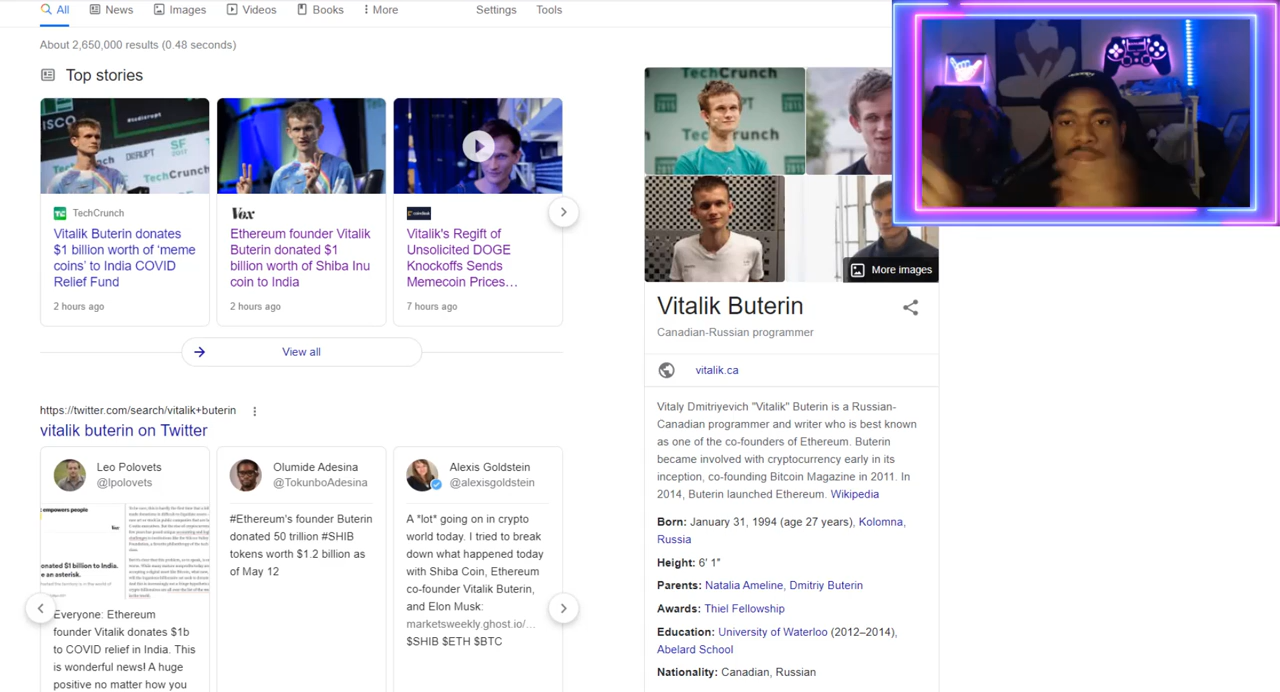 All News Images Videos Books More Settings Tools
About 2,650,000 results (0.48 seconds)
Top stories
TechCrunch
Vitalik Buterin donates
$1 billion worth of ‘meme
coins’ to India COVID
Relief Fund
2 hours ago
Vox
Ethereum founder Vitalik
Buterin donated $1
billion worth of Shiba Inu
coin to India
2 hours ago
Vitalik's Regift of
Unsolicited DOGE
Knockoffs Sends
Memecoin Prices…
7 hours ago
View all
https://twitter.com/search/vitalik+buterin
vitalik buterin on Twitter
Leo Polovets
@lpolovets
Everyone: Ethereum
founder Vitalik donates $1b
to COVID relief in India. This
is wonderful news! A huge
positive no matter how you
Olumide Adesina
@TokunboAdesina
#Ethereum's founder Buterin
donated 50 trillion #SHIB
tokens worth $1.2 billion as
of May 12
Alexis Goldstein
@alexisgoldstein
A *lot* going on in crypto
world today. I tried to break
down what happened today
with Shiba Coin, Ethereum
co-founder Vitalik Buterin,
and Elon Musk:
marketsweekly.ghost.io/…
$SHIB $ETH $BTC
TechCrunch
More images
Vitalik Buterin
Canadian-Russian programmer
vitalik.ca
Vitaly Dmitriyevich "Vitalik" Buterin is a Russian-
Canadian programmer and writer who is best known
as one of the co-founders of Ethereum. Buterin
became involved with cryptocurrency early in its
inception, co-founding Bitcoin Magazine in 2011. In
2014, Buterin launched Ethereum. Wikipedia
Born: January 31, 1994 (age 27 years), Kolomna,
Russia
Height: 6′ 1″
Parents: Natalia Ameline, Dmitriy Buterin
Awards: Thiel Fellowship
Education: University of Waterloo (2012–2014),
Abelard School
Nationality: Canadian, Russian